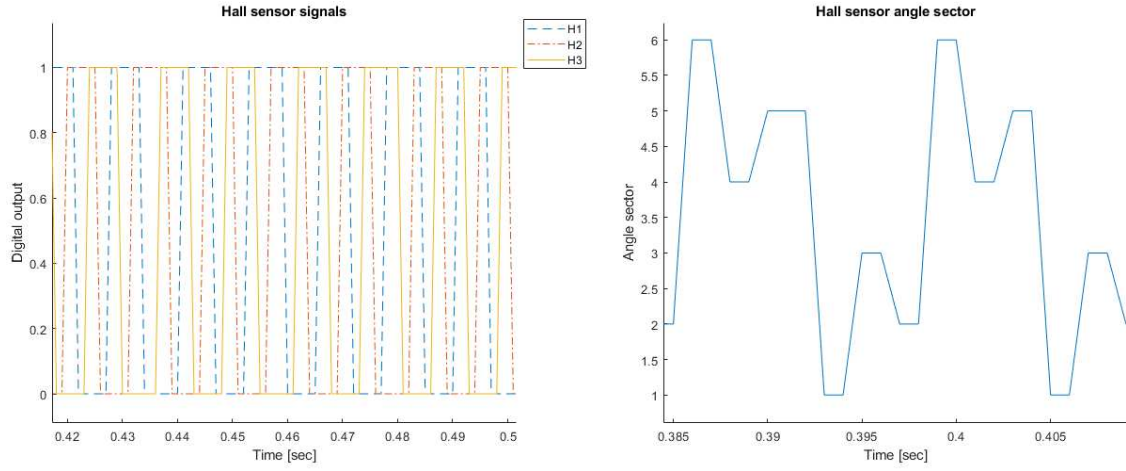 Hall sensor signals
H1
H2
H3
1
0.8
0.6
0.4
0.2
0
Digital output
0.42 0.43 0.44 0.45 0.46 0.47 0.48 0.49 0.5
Time [sec]
Hall sensor angle sector
6
5.5
5
4.5
4
3.5
3
2.5
2
1.5
1
Angle sector
0.385 0.39 0.395 0.4 0.405
Time [sec]